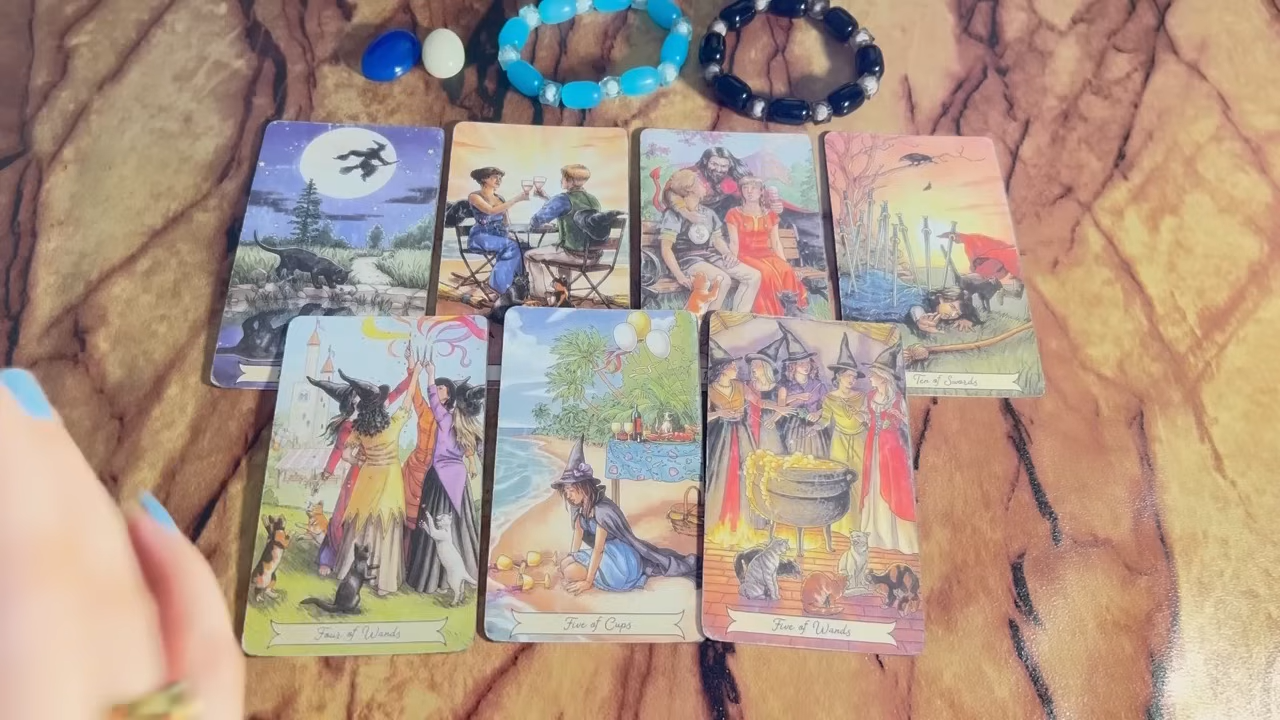 Ten of Swords
Four of Wands
Five of Cups
Five of Wands